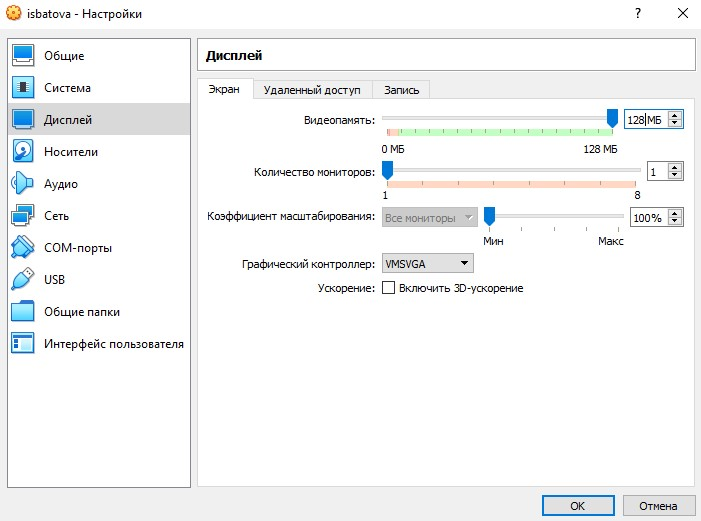 isbatova - Настройки
?
Общие
Система
Дисплей
Носители
Аудио
Сеть
COM-порты
USB
Общие папки
Интерфейс пользователя
Дисплей
Экран Удаленный доступ Запись
Видеопамять: 128 МБ
0 МБ 128 МБ
Количество мониторов: 1
1 8
Коэффициент масштабирования: Все мониторы 100%
Мин Макс
Графический контроллер: VMSVGA
Ускорение: Включить 3D-ускорение
OK Отмена